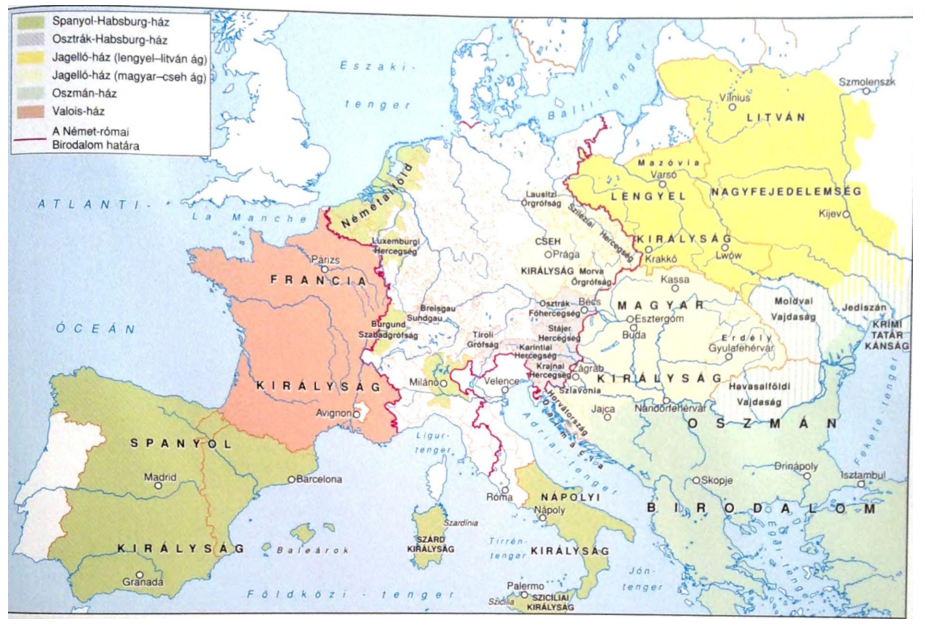 Spanyol-Habsburg-ház
Osztrák-Habsburg-ház
Jagelló-ház (lengyel–litván ág)
Jagelló-ház (magyar–cseh ág)
Oszmán-ház
Valois-ház
A Német-római
Birodalom határa
Északi-
tenger
Balti-tenger
Szmolenszk
Vilnius
LITVÁN
Mazóvia
Varsó
LENGYEL
NAGYFEJEDELEMSÉG
Kijev
KIRÁLYSÁG
Krakkó
Lwów
ATLANTI-
La Manche
Németalföld
Lausitzi
Őrgrófság
Sziléziai Hercegség
Luxemburgi
Hercegség
CSEH
Prága
KIRÁLYSÁG
Morva
Őrgrófság
Párizs
FRANCIA
Kassa
ÓCEÁN
Breisgau
Sundgau
Burgund
Szabadgrófság
Osztrák
Főhercegség
Bécs
MAGYAR
Esztergom
Buda
Moldvai
Vajdaság
Jediszán
KRÍMI
TATÁR
KÁNSÁG
Tiroli
Grófság
Stájer
Hercegség
Karintiai
Hercegség
Krajnai
Hercegség
Erdély
Gyulafehérvár
KIRÁLYSÁG
Milánó
Velence
Zágráb
Szlavónia
KIRÁLYSÁG
Havasalföldi
Vajdaság
Avignon
Horvátország
Jajca
Nándorfehérvár
OSZMÁN
Fekete-tenger
SPANYOL
Ligur-
tenger
Adriai-tenger
Madrid
Barcelona
Róma
NÁPOLYI
Nápoly
Skopje
Drinápoly
Isztambul
BIRODALOM
Szardínia
SZÁRD
KIRÁLYSÁG
KIRÁLYSÁG
Baleárok
Tirrén-
tenger
KIRÁLYSÁG
Granada
Jón-
tenger
Földközi-tenger
Palermo
Szicília
SZICÍLIAI
KIRÁLYSÁG